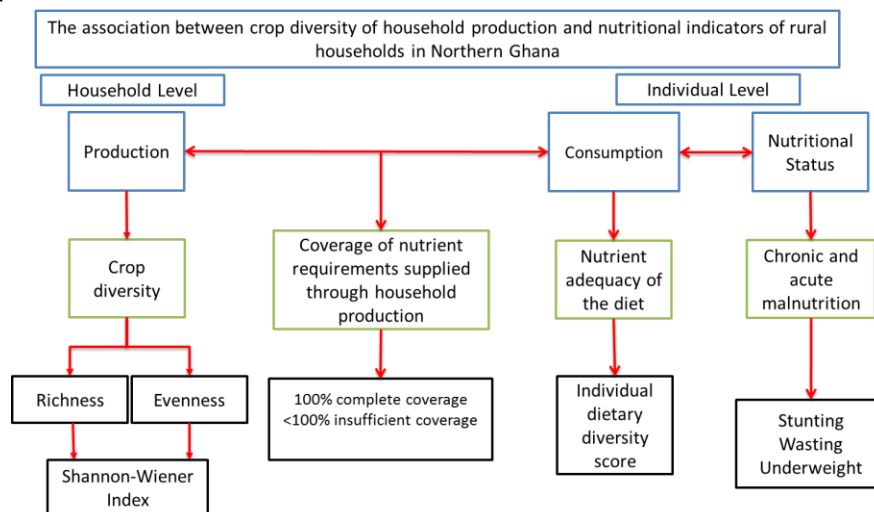 The association between crop diversity of household production and nutritional indicators of rural
households in Northern Ghana
Household Level
Individual Level
Production
Consumption
Nutritional
Status
Crop
diversity
Coverage of nutrient
requirements supplied
through household
production
Nutrient
adequacy of
the diet
Chronic and
acute
malnutrition
Richness
Evenness
100% complete coverage
<100% insufficient coverage
Individual
dietary
diversity
score
Stunting
Wasting
Underweight
Shannon-Wiener
Index